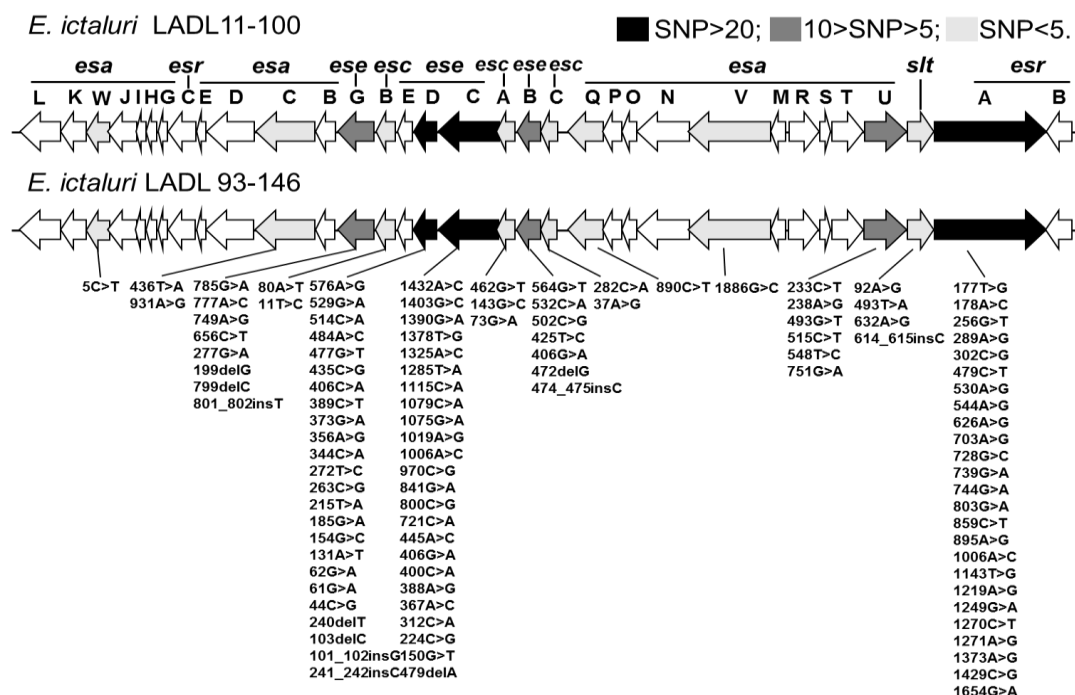 E. ictaluri LADL11-100
SNP>20; 10>SNP>5; SNP<5.
esa esr esa ese esc ese esc ese esc esa slt esr
L K W J I H G C E D C B G B E D C A B C Q P O N V M R S T U A B
E. ictaluri LADL 93-146
5C>T
436T>A
931A>G
785G>A
777A>C
749A>G
656C>T
277G>A
199delG
799delC
801_802insT
80A>T
11T>C
576A>G
529G>A
514C>A
484A>C
477G>T
435C>G
406C>A
389C>T
373G>A
356A>G
344C>A
272T>C
263C>G
215T>A
185G>A
154G>C
131A>T
62G>A
61G>A
44C>G
240delT
103delC
101_102insG
241_242insC
1432A>C
1403G>C
1390G>A
1378T>G
1325A>C
1285T>A
1115C>A
1079C>A
1075G>A
1019A>G
1006A>C
970C>G
841G>A
800C>G
721C>A
445A>C
406G>A
400C>A
388A>G
367A>C
312C>A
224C>G
150G>T
479delA
462G>T
143G>C
73G>A
564G>T
532C>A
502C>G
425T>C
406G>A
472delG
474_475insC
282C>A
37A>G
890C>T
1886G>C
233C>T
238A>G
493G>T
515C>T
548T>C
751G>A
92A>G
493T>A
632A>G
614_615insC
177T>G
178A>C
256G>T
289A>G
302C>G
479C>T
530A>G
544A>G
626A>G
703A>G
728G>C
739G>A
744G>A
803G>A
859C>T
895A>G
1006A>C
1143T>G
1219A>G
1249G>A
1270C>T
1271A>G
1373A>G
1429C>G
1654G>A